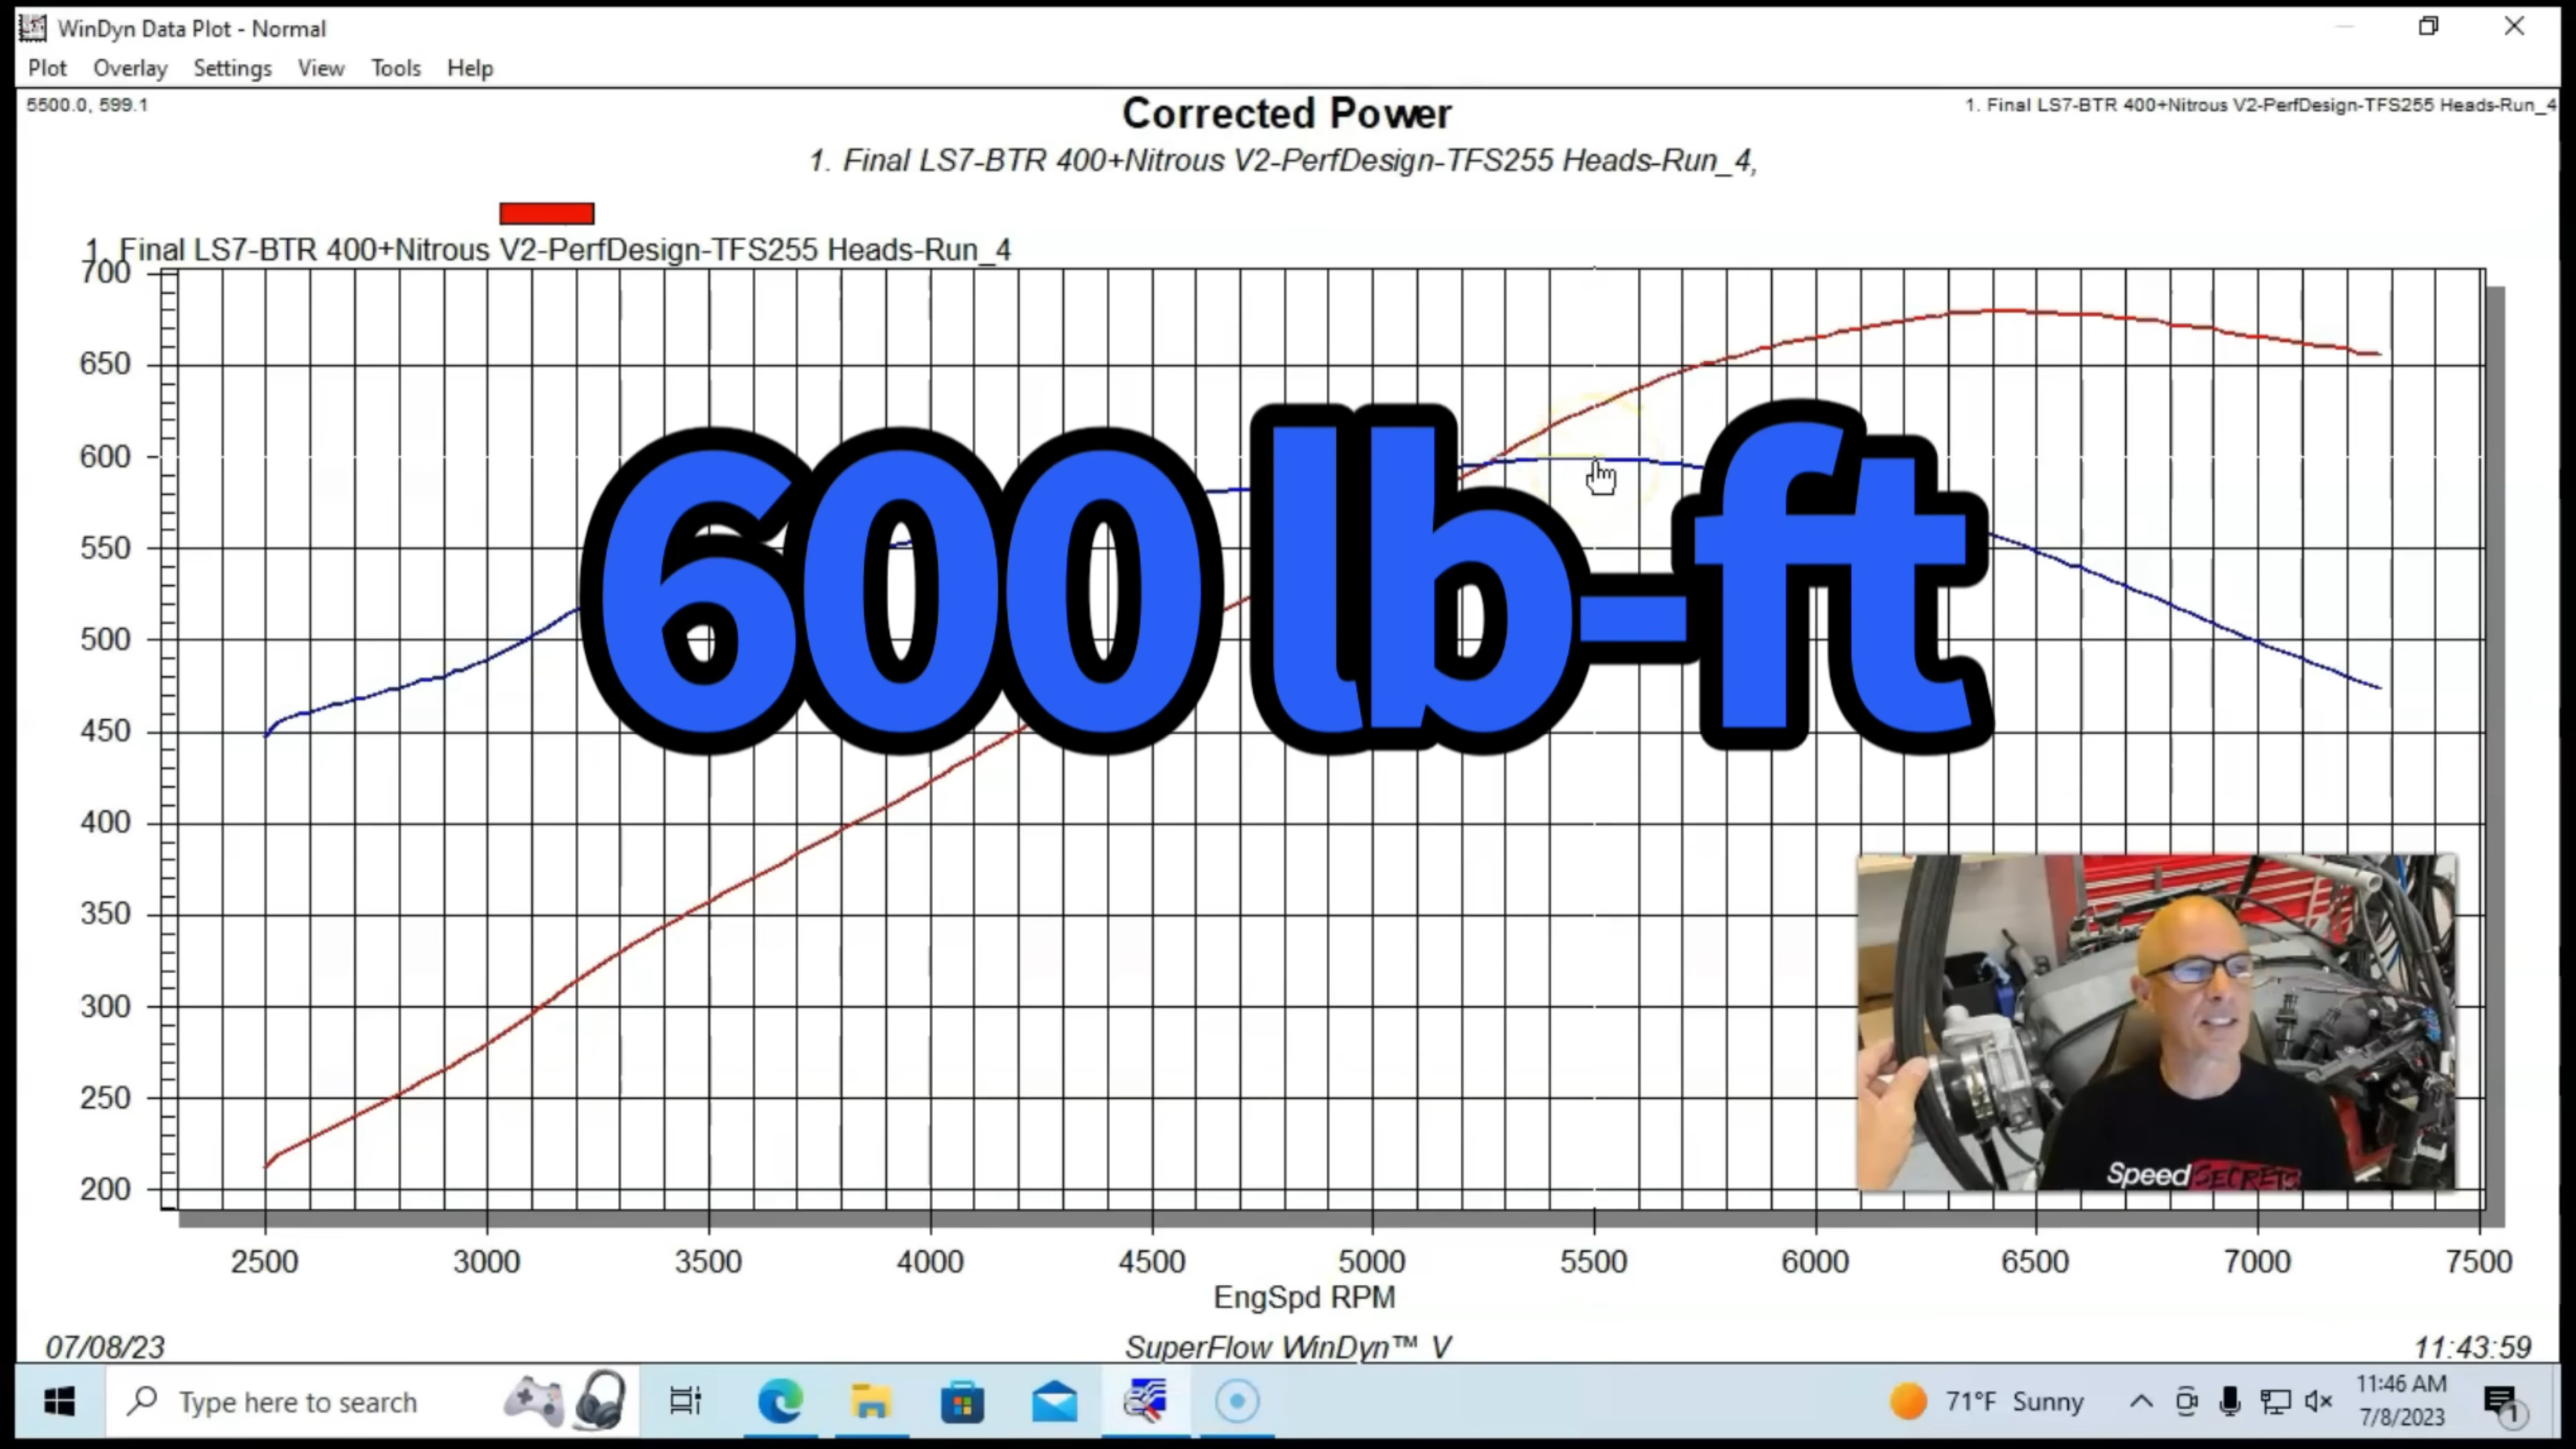 WinDyn Data Plot - Normal
Plot Overlay Settings View Tools Help
5500.0, 599.1
Corrected Power
1. Final LS7-BTR 400+Nitrous V2-PerfDesign-TFS255 Heads-Run_4
1. Final LS7-BTR 400+Nitrous V2-PerfDesign-TFS255 Heads-Run_4,
1. Final LS7-BTR 400+Nitrous V2-PerfDesign-TFS255 Heads-Run_4
700
650
600
550
500
450
400
350
300
250
200
600 lb-ft
Speed SECRETS
2500 3000 3500 4000 4500 5000 5500 6000 6500 7000 7500
EngSpd RPM
07/08/23
SuperFlow WinDyn™ V
11:43:59
Type here to search
71°F Sunny
11:46 AM
7/8/2023
1